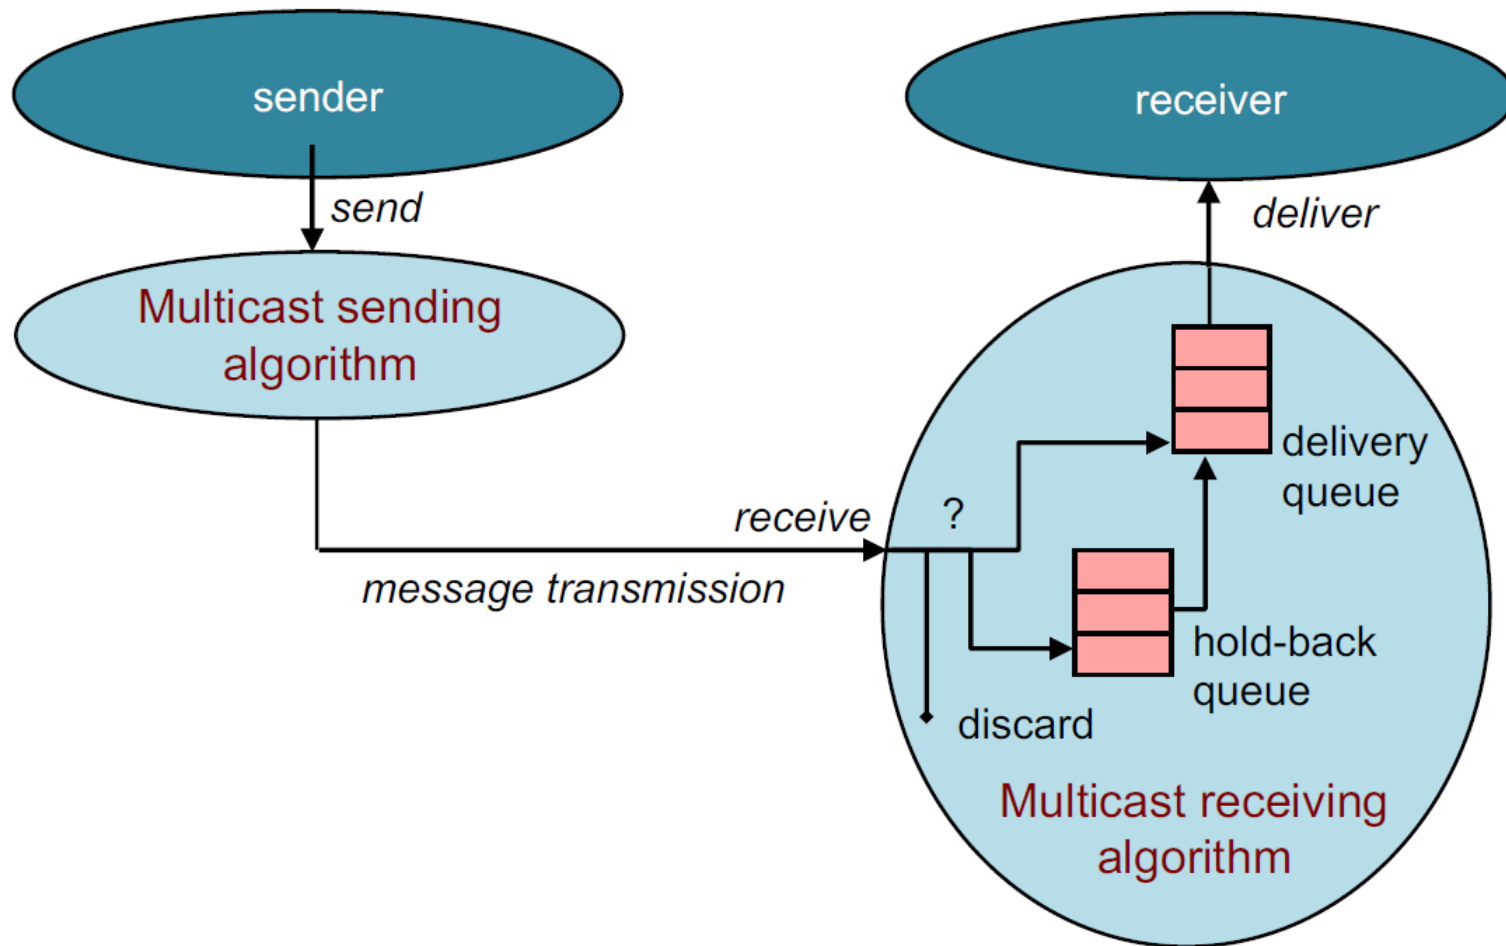 sender
receiver
send
deliver
Multicast sending
algorithm
delivery
queue
receive
?
message transmission
hold-back
queue
discard
Multicast receiving
algorithm